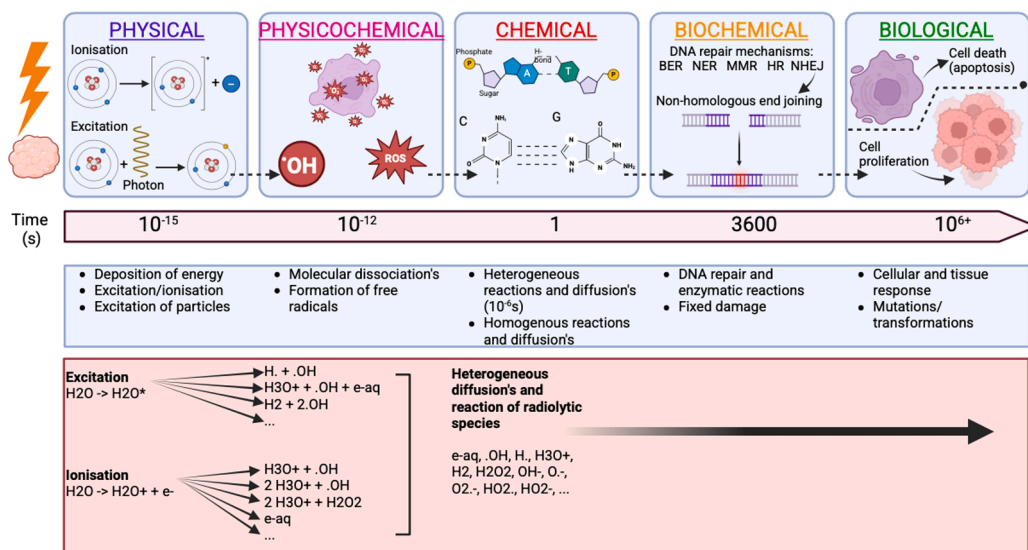 PHYSICAL
PHYSICOCHEMICAL
CHEMICAL
BIOCHEMICAL
BIOLOGICAL
Ionisation
Excitation
Photon
•OH
ROS
Phosphate
P
Sugar
H-
bond
A
T
P
C
G
NH₂
N
O
N
O
N
NH
N
H
N
NH₂
DNA repair mechanisms:
BER NER MMR HR NHEJ
Non-homologous end joining
Cell death
(apoptosis)
Cell
proliferation
Time
(s)
10⁻¹⁵
10⁻¹²
1
3600
10⁶⁺
• Deposition of energy
• Excitation/ionisation
• Excitation of particles
• Molecular dissociation's
• Formation of free
radicals
• Heterogeneous
reactions and diffusion's
(10⁻⁶s)
• Homogenous reactions
and diffusion's
• DNA repair and
enzymatic reactions
• Fixed damage
• Cellular and tissue
response
• Mutations/
transformations
Excitation
H2O -> H2O*
H. + .OH
H3O+ + .OH + e-aq
H2 + 2.OH
...
Ionisation
H2O -> H2O+ + e-
H3O+ + .OH
2 H3O+ + .OH
2 H3O+ + H2O2
e-aq
...
Heterogeneous
diffusion's and
reaction of radiolytic
species
e-aq, .OH, H., H3O+,
H2, H2O2, OH-, O.-,
O2.-, HO2., HO2-, ...